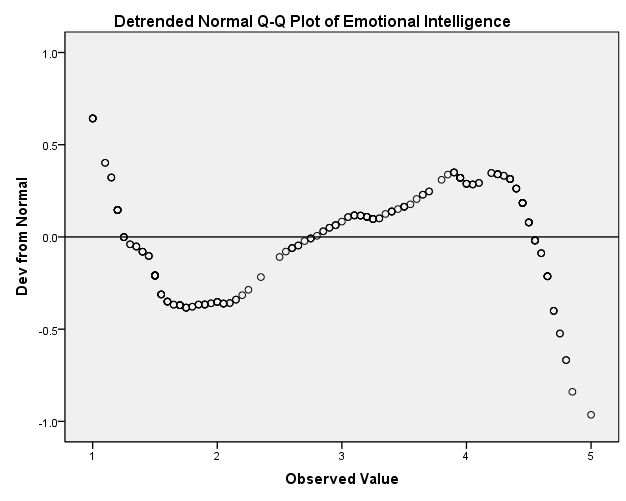 Detrended Normal Q-Q Plot of Emotional Intelligence
1.0
0.5
0.0
-0.5
-1.0
Dev from Normal
1 2 3 4 5
Observed Value